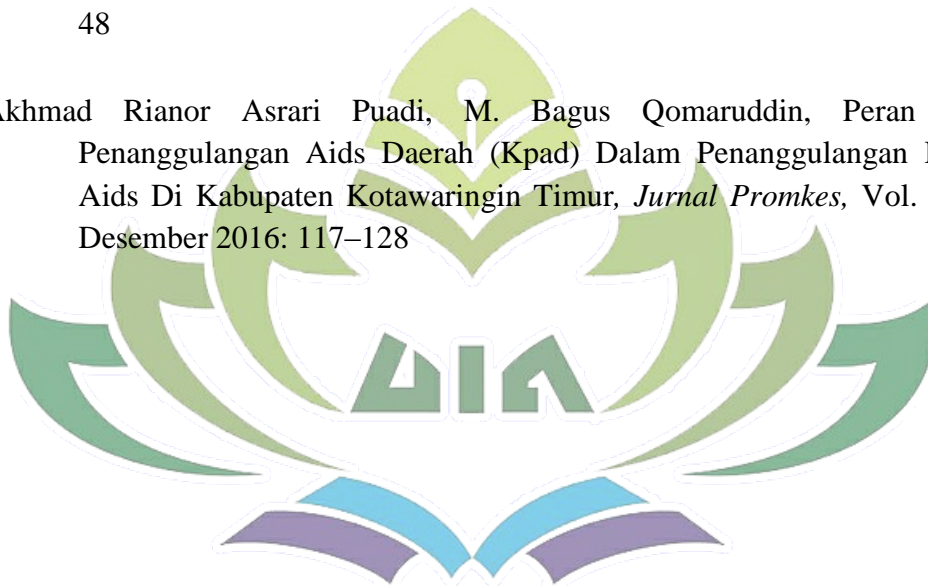 48
Akhmad Rianor Asrari Puadi, M. Bagus Qomaruddin, Peran
Penanggulangan Aids Daerah (Kpad) Dalam Penanggulangan
Aids Di Kabupaten Kotawaringin Timur, Jurnal Promkes, Vol.
Desember 2016: 117–128
UIN